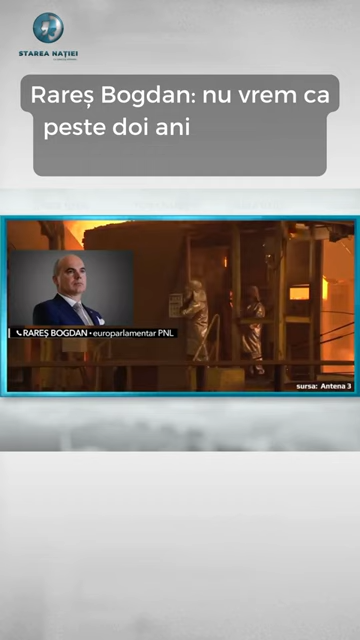 STAREA NAȚIEI
Rareș Bogdan: nu vrem ca
peste doi ani
RAREȘ BOGDAN • europarlamentar PNL
sursa: Antena 3